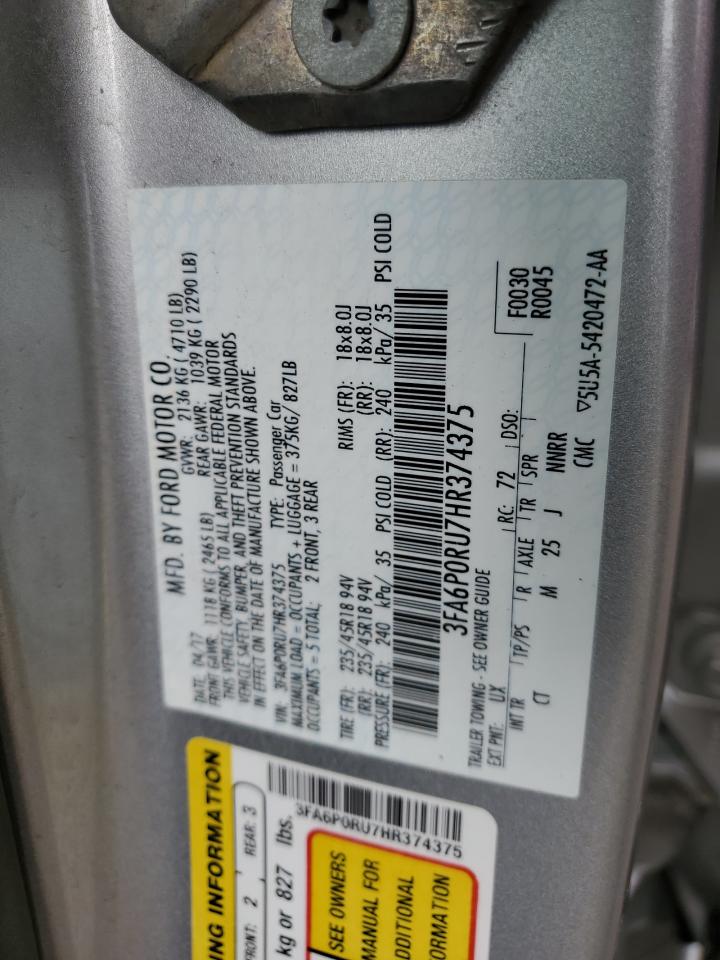 MFD. BY FORD MOTOR CO.
DATE 04/17 GVWR: 2136 KG ( 4710 LB)
FRONT GAWR: 1118 KG ( 2465 LB) REAR GAWR: 1039 KG ( 2290 LB)
THIS VEHICLE CONFORMS TO ALL APPLICABLE FEDERAL MOTOR
VEHICLE SAFETY, BUMPER, AND THEFT PREVENTION STANDARDS
IN EFFECT ON THE DATE OF MANUFACTURE SHOWN ABOVE.
VIN: 3FA6P0RU7HR374375 TYPE: Passenger Car
MAXIMUM LOAD = OCCUPANTS + LUGGAGE = 375KG/ 827LB
OCCUPANTS = 5 TOTAL: 2 FRONT, 3 REAR
TIRE (FR): 235/45R18 94V RIMS (FR): 18x8.0J
(RR): 235/45R18 94V (RR): 18x8.0J
PRESSURE (FR): 240 kPa/ 35 PSI COLD (RR): 240 kPa/ 35 PSI COLD
3FA6P0RU7HR374375
TRAILER TOWING - SEE OWNER GUIDE
EXT PNT: UX RC: 72 DSO: F0030
R0045
INT TR TP/PS R AXLE TR SPR
CT M 25 J NNRR
CMC ▽5U5A-5420472-AA
NG INFORMATION
FRONT: 2 REAR: 3
kg or 827 lbs.
3FA6P0RU7HR374375
SEE OWNERS
MANUAL FOR
ADDITIONAL
ORMATION